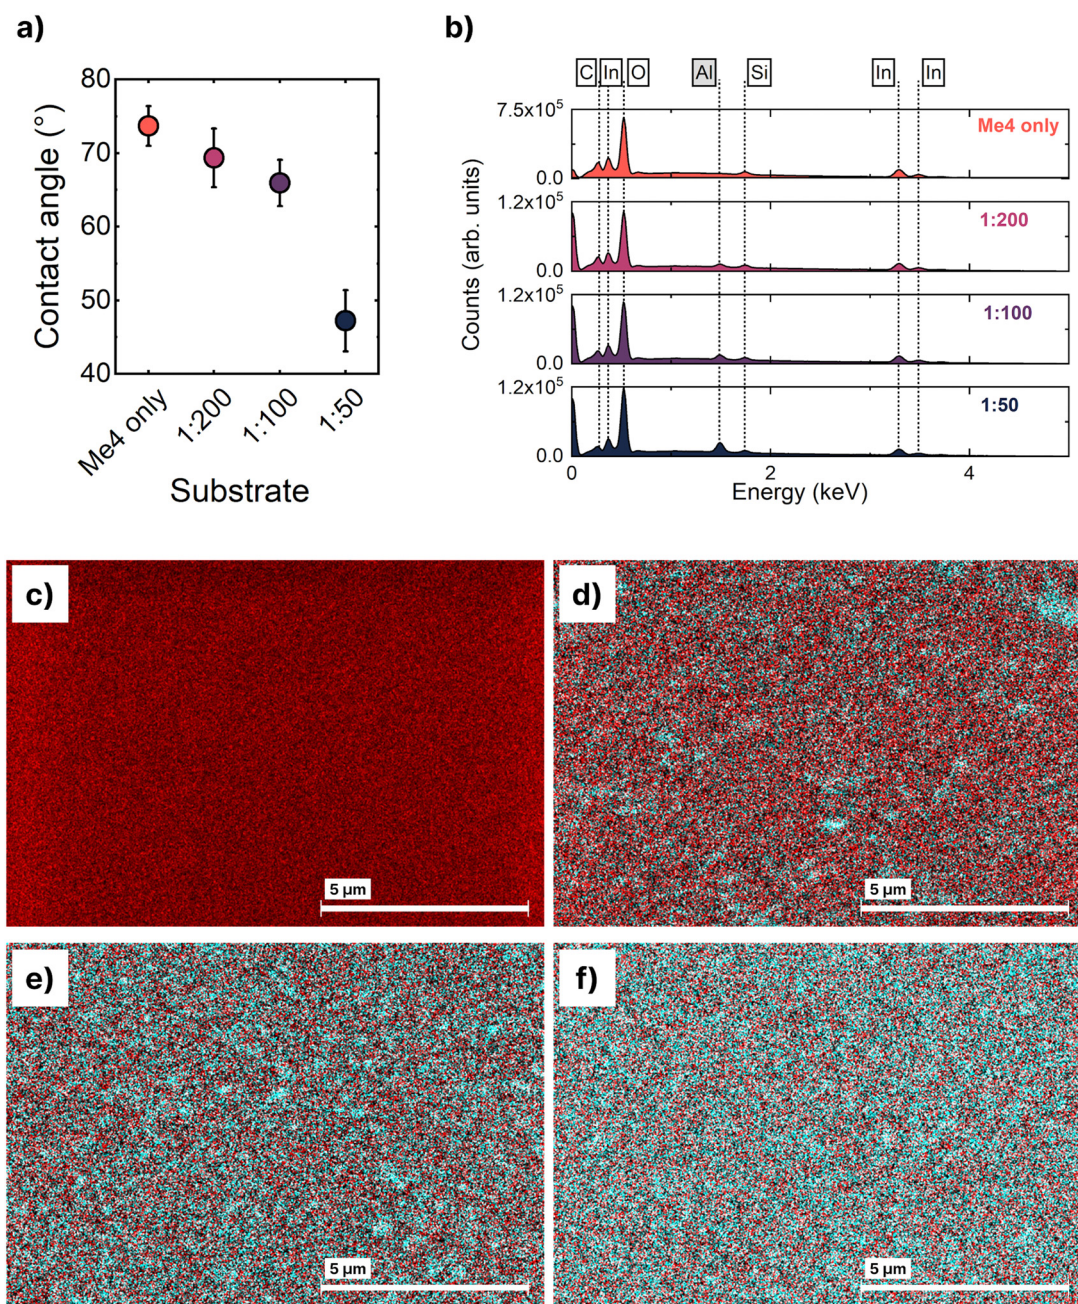 a)
80
70
60
50
40
Contact angle (°)
Me4 only
1:200
1:100
1:50
Substrate
b)
C In O Al Si In In
7.5x10⁵
0.0
Me4 only
1.2x10⁵
0.0
1:200
1.2x10⁵
0.0
1:100
1.2x10⁵
0.0
1:50
Counts (arb. units)
0 2 4
Energy (keV)
c)
5 µm
d)
5 µm
e)
5 µm
f)
5 µm